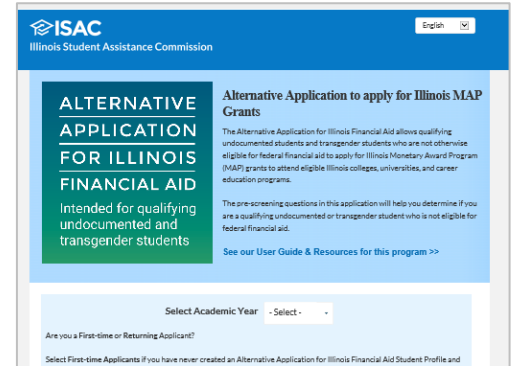 ISAC
Illinois Student Assistance Commission
English
ALTERNATIVE
APPLICATION
FOR ILLINOIS
FINANCIAL AID
Intended for qualifying
undocumented and
transgender students
Alternative Application to apply for Illinois MAP
Grants
The Alternative Application for Illinois Financial Aid allows qualifying
undocumented students and transgender students who are not otherwise
eligible for federal financial aid to apply for Illinois Monetary Award Program
(MAP) grants to attend eligible Illinois colleges, universities, and career
education programs.
The pre-screening questions in this application will help you determine if you
are a qualifying undocumented or transgender student who is not eligible for
federal financial aid.
See our User Guide & Resources for this program >>
Select Academic Year - Select -
Are you a First-time or Returning Applicant?
Select First-time Applicants if you have never created an Alternative Application for Illinois Financial Aid Student Profile and